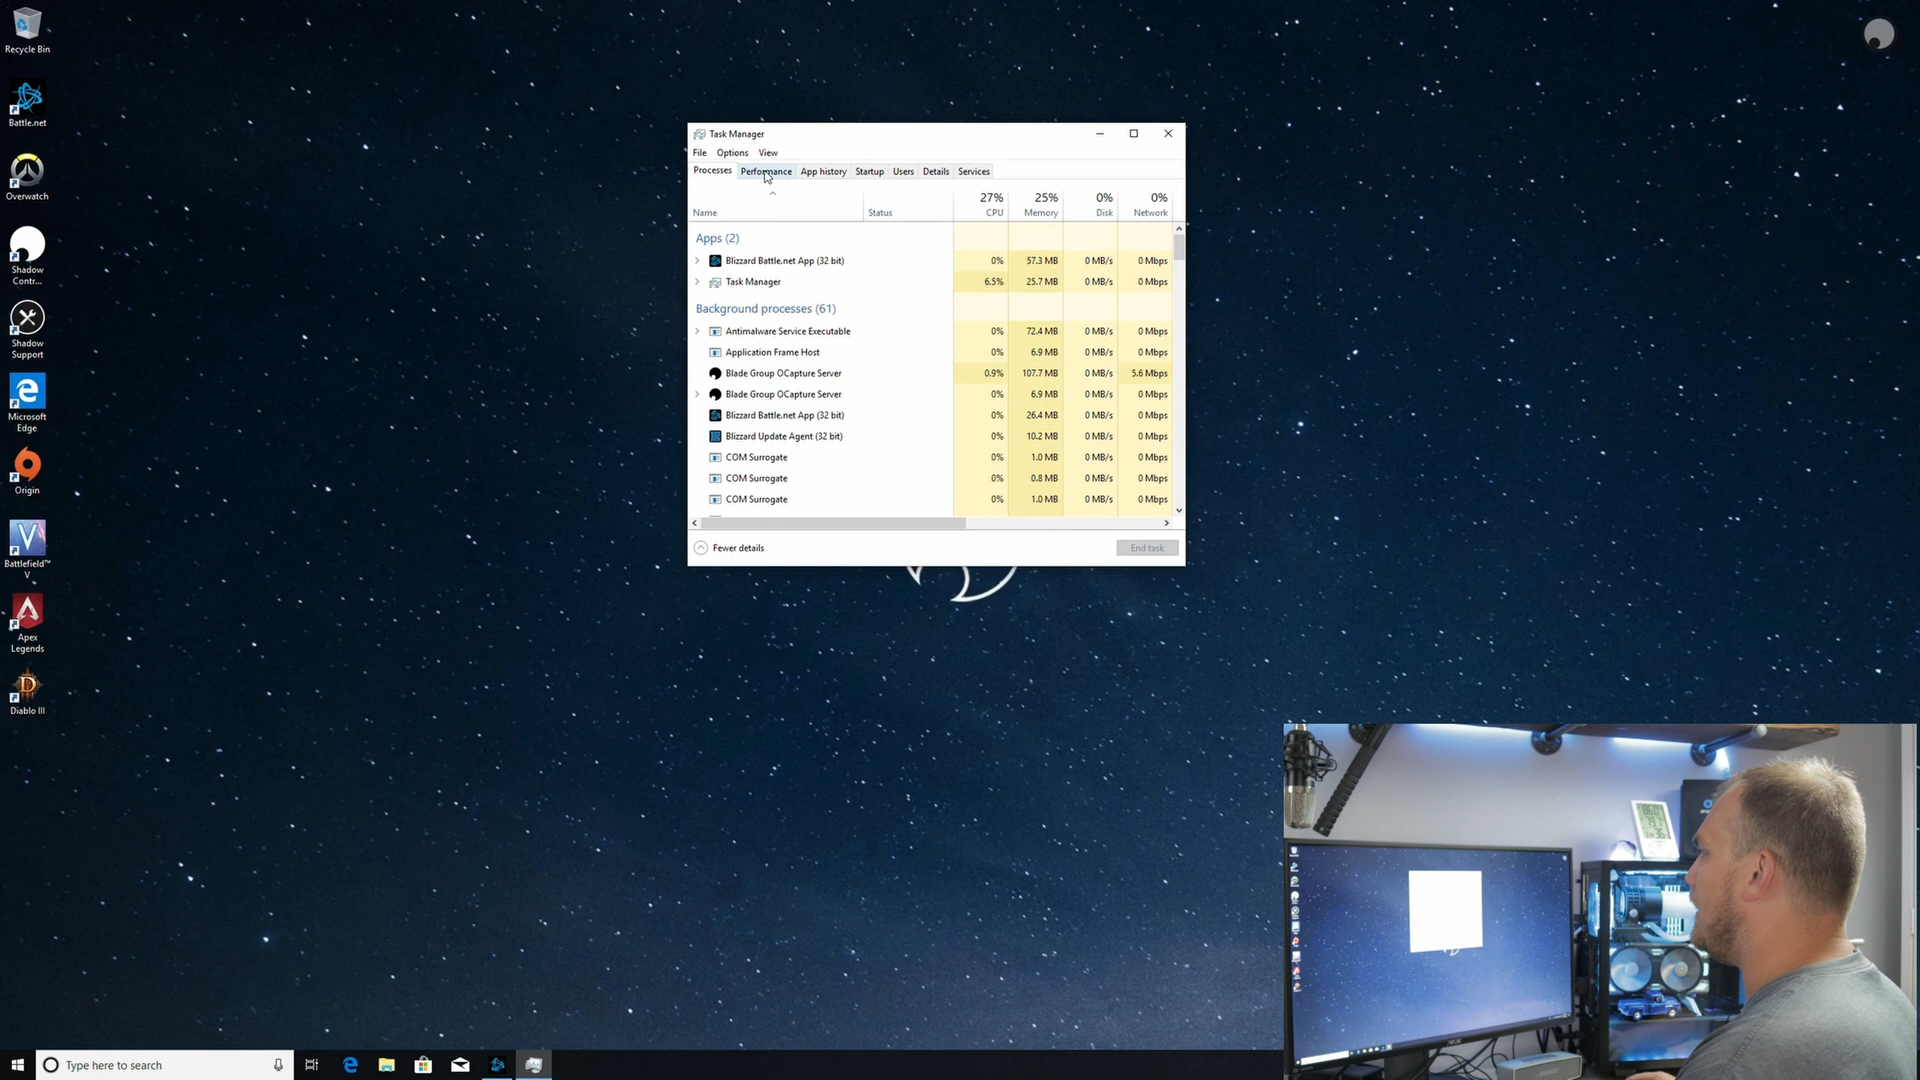 Recycle Bin
Battle.net
Overwatch
Shadow
Contr...
Shadow
Support
Microsoft
Edge
Origin
Battlefield™
V
Apex
Legends
Diablo III
Task Manager
File Options View
Processes Performance App history Startup Users Details Services
27% 25% 0% 0%
Name Status CPU Memory Disk Network
Apps (2)
Blizzard Battle.net App (32 bit) 0% 57.3 MB 0 MB/s 0 Mbps
Task Manager 6.5% 25.7 MB 0 MB/s 0 Mbps
Background processes (61)
Antimalware Service Executable 0% 72.4 MB 0 MB/s 0 Mbps
Application Frame Host 0% 6.9 MB 0 MB/s 0 Mbps
Blade Group OCapture Server 0.9% 107.7 MB 0 MB/s 5.6 Mbps
Blade Group OCapture Server 0% 6.9 MB 0 MB/s 0 Mbps
Blizzard Battle.net App (32 bit) 0% 26.4 MB 0 MB/s 0 Mbps
Blizzard Update Agent (32 bit) 0% 10.2 MB 0 MB/s 0 Mbps
COM Surrogate 0% 1.0 MB 0 MB/s 0 Mbps
COM Surrogate 0% 0.8 MB 0 MB/s 0 Mbps
COM Surrogate 0% 1.0 MB 0 MB/s 0 Mbps
Fewer details End task
Type here to search